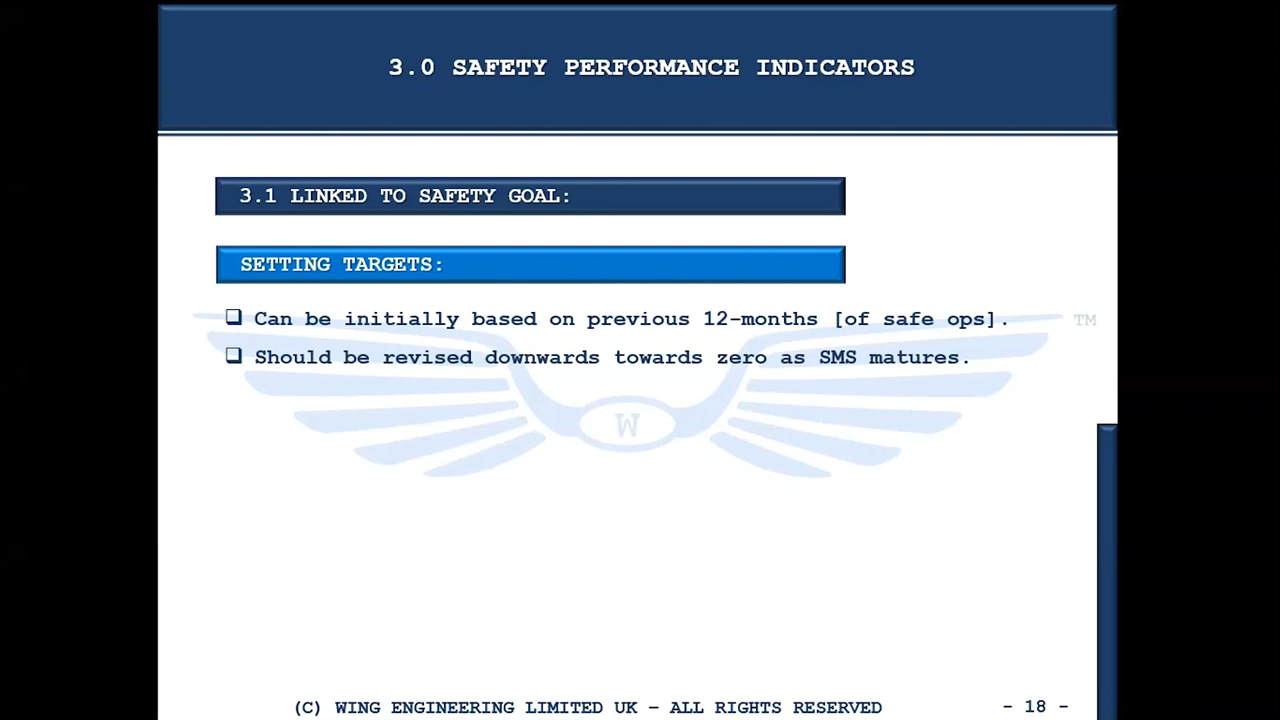 3.0 SAFETY PERFORMANCE INDICATORS
3.1 LINKED TO SAFETY GOAL:
SETTING TARGETS:
❑ Can be initially based on previous 12-months [of safe ops].
TM
❑ Should be revised downwards towards zero as SMS matures.
W
(C) WING ENGINEERING LIMITED UK – ALL RIGHTS RESERVED
- 18 -